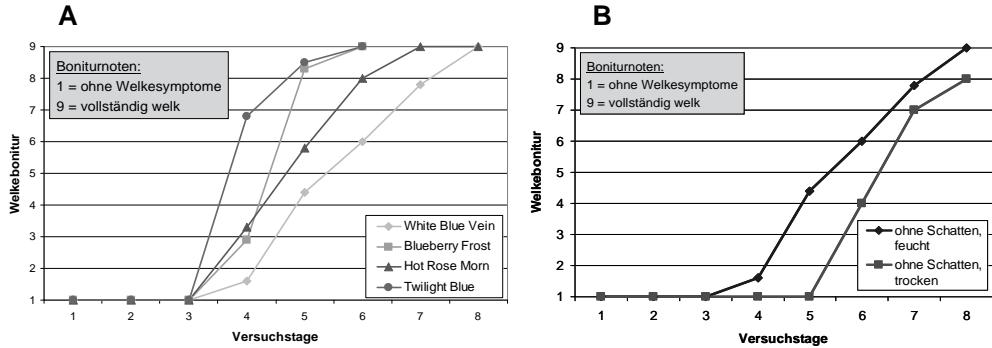 A
Boniturnoten:
1 = ohne Welkesymptome
9 = vollständig welk
Welkebonitur
9
8
7
6
5
4
3
2
1
White Blue Vein
Blueberry Frost
Hot Rose Morn
Twilight Blue
1 2 3 4 5 6 7 8
Versuchstage
B
Boniturnoten:
1 = ohne Welkesymptome
9 = vollständig welk
Welkebonitur
9
8
7
6
5
4
3
2
1
ohne Schatten,
feucht
ohne Schatten,
trocken
1 2 3 4 5 6 7 8
Versuchstage